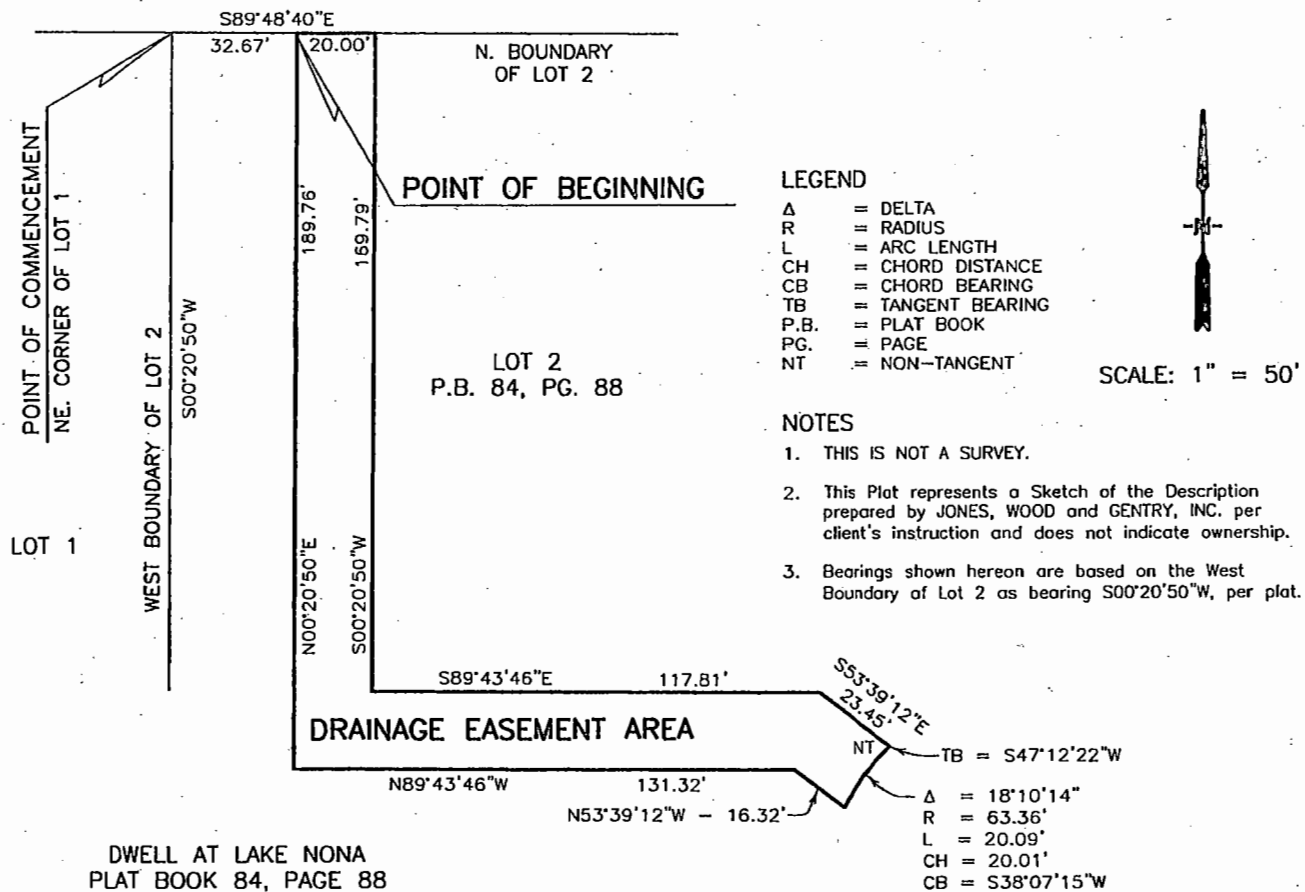 S89°48'40"E
32.67'
20.00'
N. BOUNDARY
OF LOT 2
POINT OF COMMENCEMENT
NE. CORNER OF LOT 1
POINT OF BEGINNING
189.76'
169.79'
WEST BOUNDARY OF LOT 2
S00°20'50"W
LOT 2
P.B. 84, PG. 88
LOT 1
N00°20'50"E
S00°20'50"W
LEGEND
Δ = DELTA
R = RADIUS
L = ARC LENGTH
CH = CHORD DISTANCE
CB = CHORD BEARING
TB = TANGENT BEARING
P.B. = PLAT BOOK
PG. = PAGE
NT = NON-TANGENT
N
SCALE: 1" = 50'
NOTES
1. THIS IS NOT A SURVEY.
2. This Plat represents a Sketch of the Description
prepared by JONES, WOOD and GENTRY, INC. per
client's instruction and does not indicate ownership.
3. Bearings shown hereon are based on the West
Boundary of Lot 2 as bearing S00°20'50"W, per plat.
S89°43'46"E 117.81'
S53°39'12"E
23.45'
DRAINAGE EASEMENT AREA
NT
TB = S47°12'22"W
N89°43'46"W 131.32'
N53°39'12"W - 16.32'
Δ = 18°10'14"
R = 63.36'
L = 20.09'
CH = 20.01'
CB = S38°07'15"W
DWELL AT LAKE NONA
PLAT BOOK 84, PAGE 88